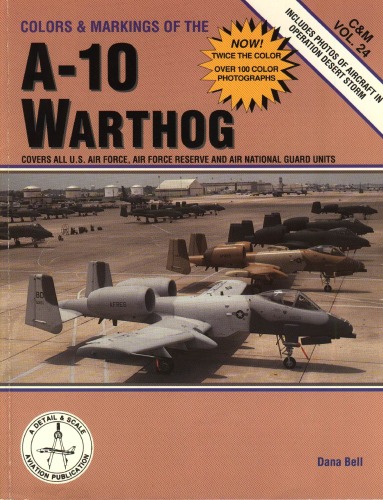 COLORS & MARKINGS OF THE
A-10
WARTHOG
NOW!
TWICE THE COLOR
OVER 100 COLOR
PHOTOGRAPHS
C&M
VOL. 24
INCLUDES PHOTOS OF AIRCRAFT IN
OPERATION DESERT STORM
COVERS ALL U.S. AIR FORCE, AIR FORCE RESERVE AND AIR NATIONAL GUARD UNITS
BD
AFRES
A DETAIL & SCALE
AVIATION PUBLICATION
Dana Bell